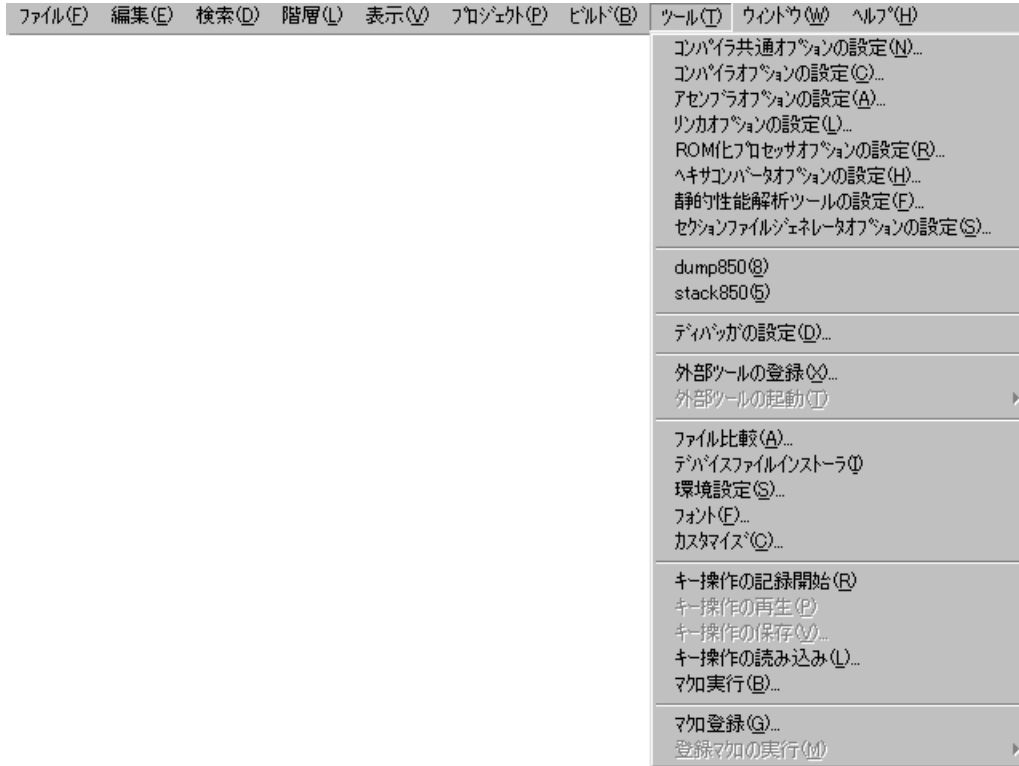 ファイル(F) 編集(E) 検索(D) 階層(L) 表示(V) プロジェクト(P) ビルド(B) ツール(T) ウィンドウ(W) ヘルプ(H)
コンパイラ共通オプションの設定(N)...
コンパイラオプションの設定(C)...
アセンブラオプションの設定(A)...
リンカオプションの設定(L)...
ROM化プロセッサオプションの設定(R)...
ヘキサコンバータオプションの設定(H)...
静的性能解析ツールの設定(F)...
セクションファイルジェネレータオプションの設定(S)...
dump850(8)
stack850(5)
ディバッガの設定(D)...
外部ツールの登録(X)...
外部ツールの起動(T)
ファイル比較(A)...
デバイスファイルインストーラ(I)
環境設定(S)...
フォント(F)...
カスタマイズ(C)...
キー操作の記録開始(R)
キー操作の再生(P)
キー操作の保存(V)...
キー操作の読み込み(L)...
マクロ実行(B)...
マクロ登録(G)...
登録マクロの実行(M)